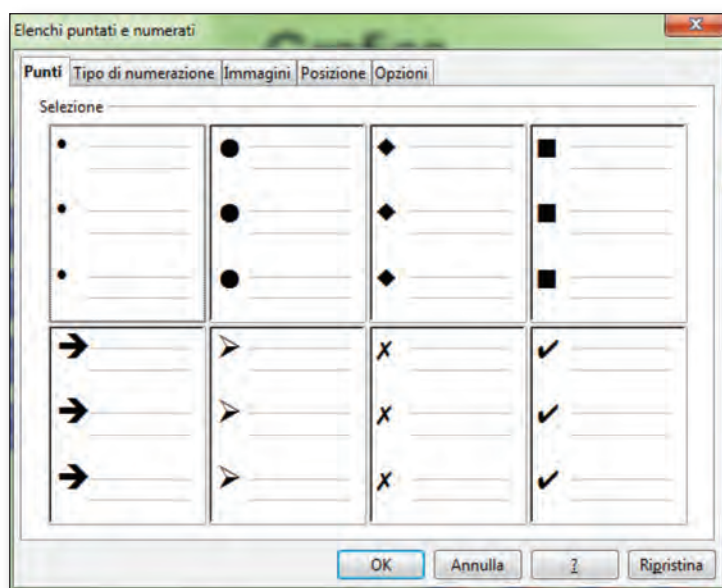 Elenchi puntati e numerati
Punti Tipo di numerazione Immagini Posizione Opzioni
Selezione
OK Annulla ? Ripristina